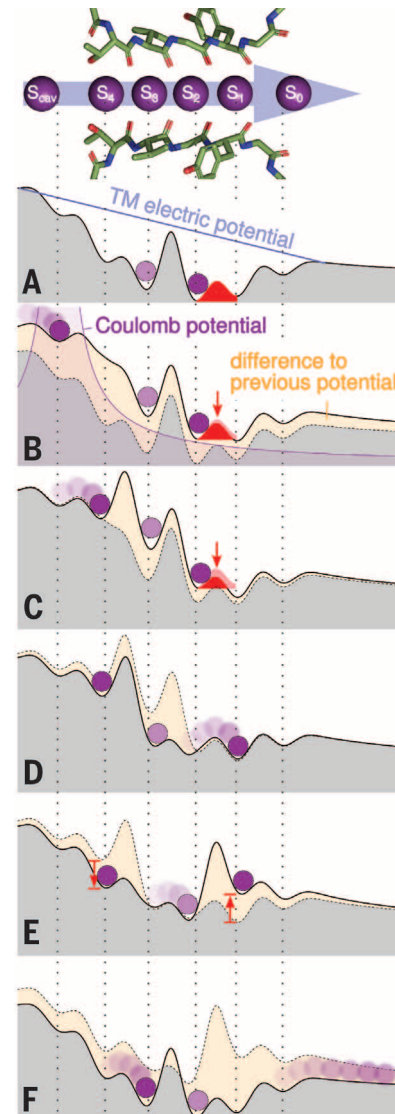 Scav S4 S3 S2 S1 S0
TM electric potential
A
Coulomb potential
difference to
previous potential
B
C
D
E
F